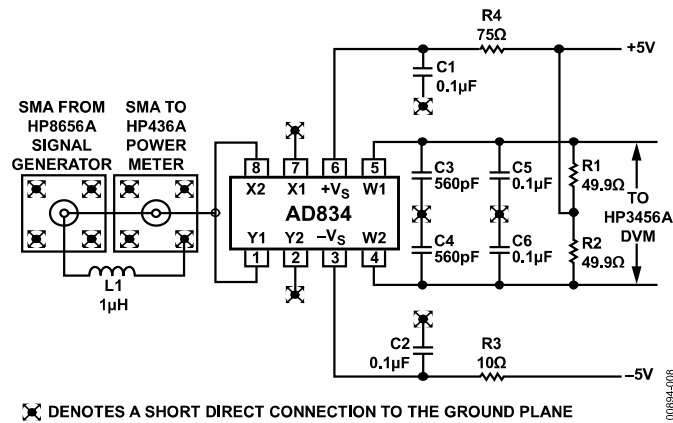 R4
75Ω
+5V
C1
0.1µF
SMA FROM
HP8656A
SIGNAL
GENERATOR
SMA TO
HP436A
POWER
METER
8
7
6
5
X2
X1
+VS
W1
AD834
Y1
Y2
–VS
W2
1
2
3
4
C3
560pF
C5
0.1µF
R1
49.9Ω
C4
560pF
C6
0.1µF
R2
49.9Ω
TO
HP3456A
DVM
L1
1µH
C2
0.1µF
R3
10Ω
–5V
DENOTES A SHORT DIRECT CONNECTION TO THE GROUND PLANE
00894-008